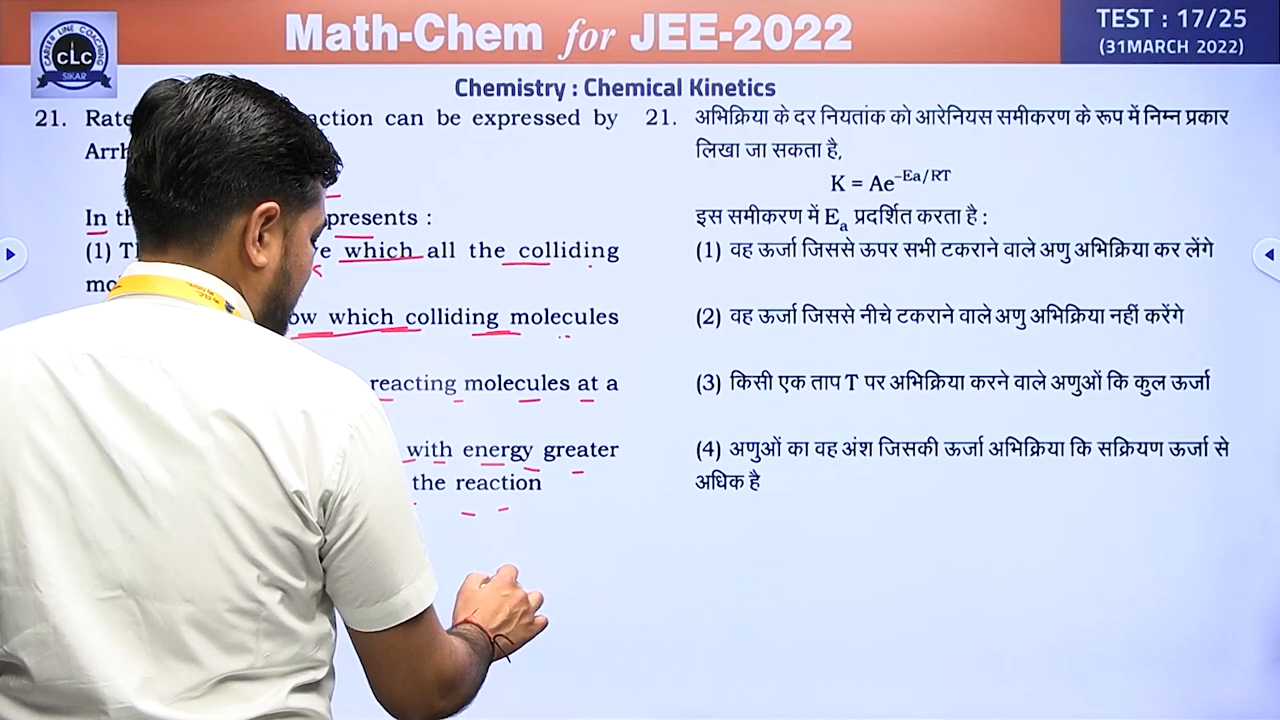 Math-Chem for JEE-2022
TEST : 17/25
(31MARCH 2022)
CAREER LINE COACHING
CLC
SIKAR
Chemistry : Chemical Kinetics
21. Rate action can be expressed by
Arrh
In th presents :
(1) T e which all the colliding
mo
ow which colliding molecules
reacting molecules at a
with energy greater
the reaction
21. अभिक्रिया के दर नियतांक को आरेनियस समीकरण के रूप में निम्न प्रकार
लिखा जा सकता है,
K = Ae^–Ea/RT
इस समीकरण में Ea प्रदर्शित करता है :
(1) वह ऊर्जा जिससे ऊपर सभी टकराने वाले अणु अभिक्रिया कर लेंगे
(2) वह ऊर्जा जिससे नीचे टकराने वाले अणु अभिक्रिया नहीं करेंगे
(3) किसी एक ताप T पर अभिक्रिया करने वाले अणुओं कि कुल ऊर्जा
(4) अणुओं का वह अंश जिसकी ऊर्जा अभिक्रिया कि सक्रियण ऊर्जा से
अधिक है